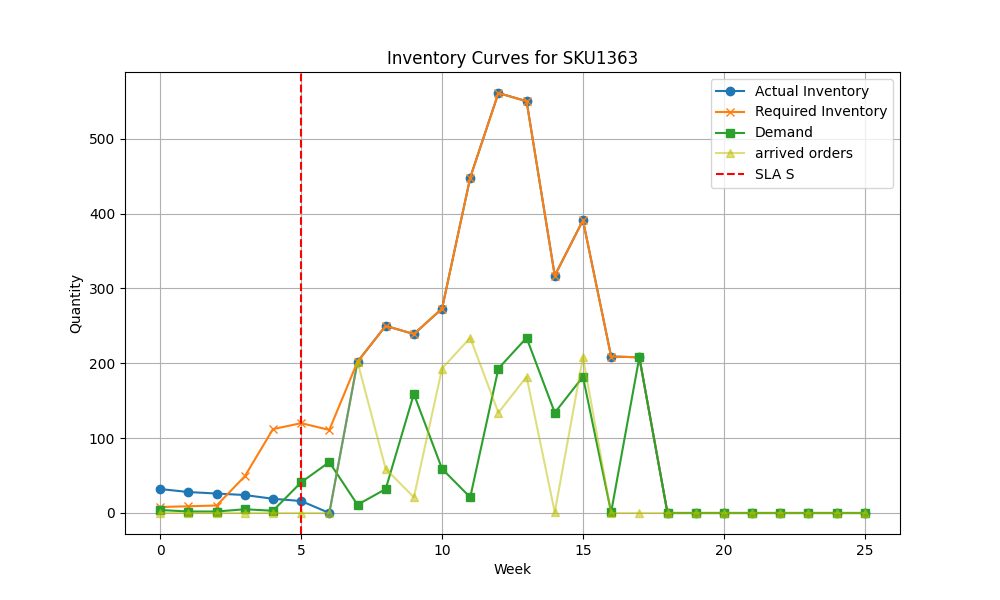 Inventory Curves for SKU1363
Actual Inventory
Required Inventory
Demand
arrived orders
SLA S
Quantity
500
400
300
200
100
0
0 5 10 15 20 25
Week